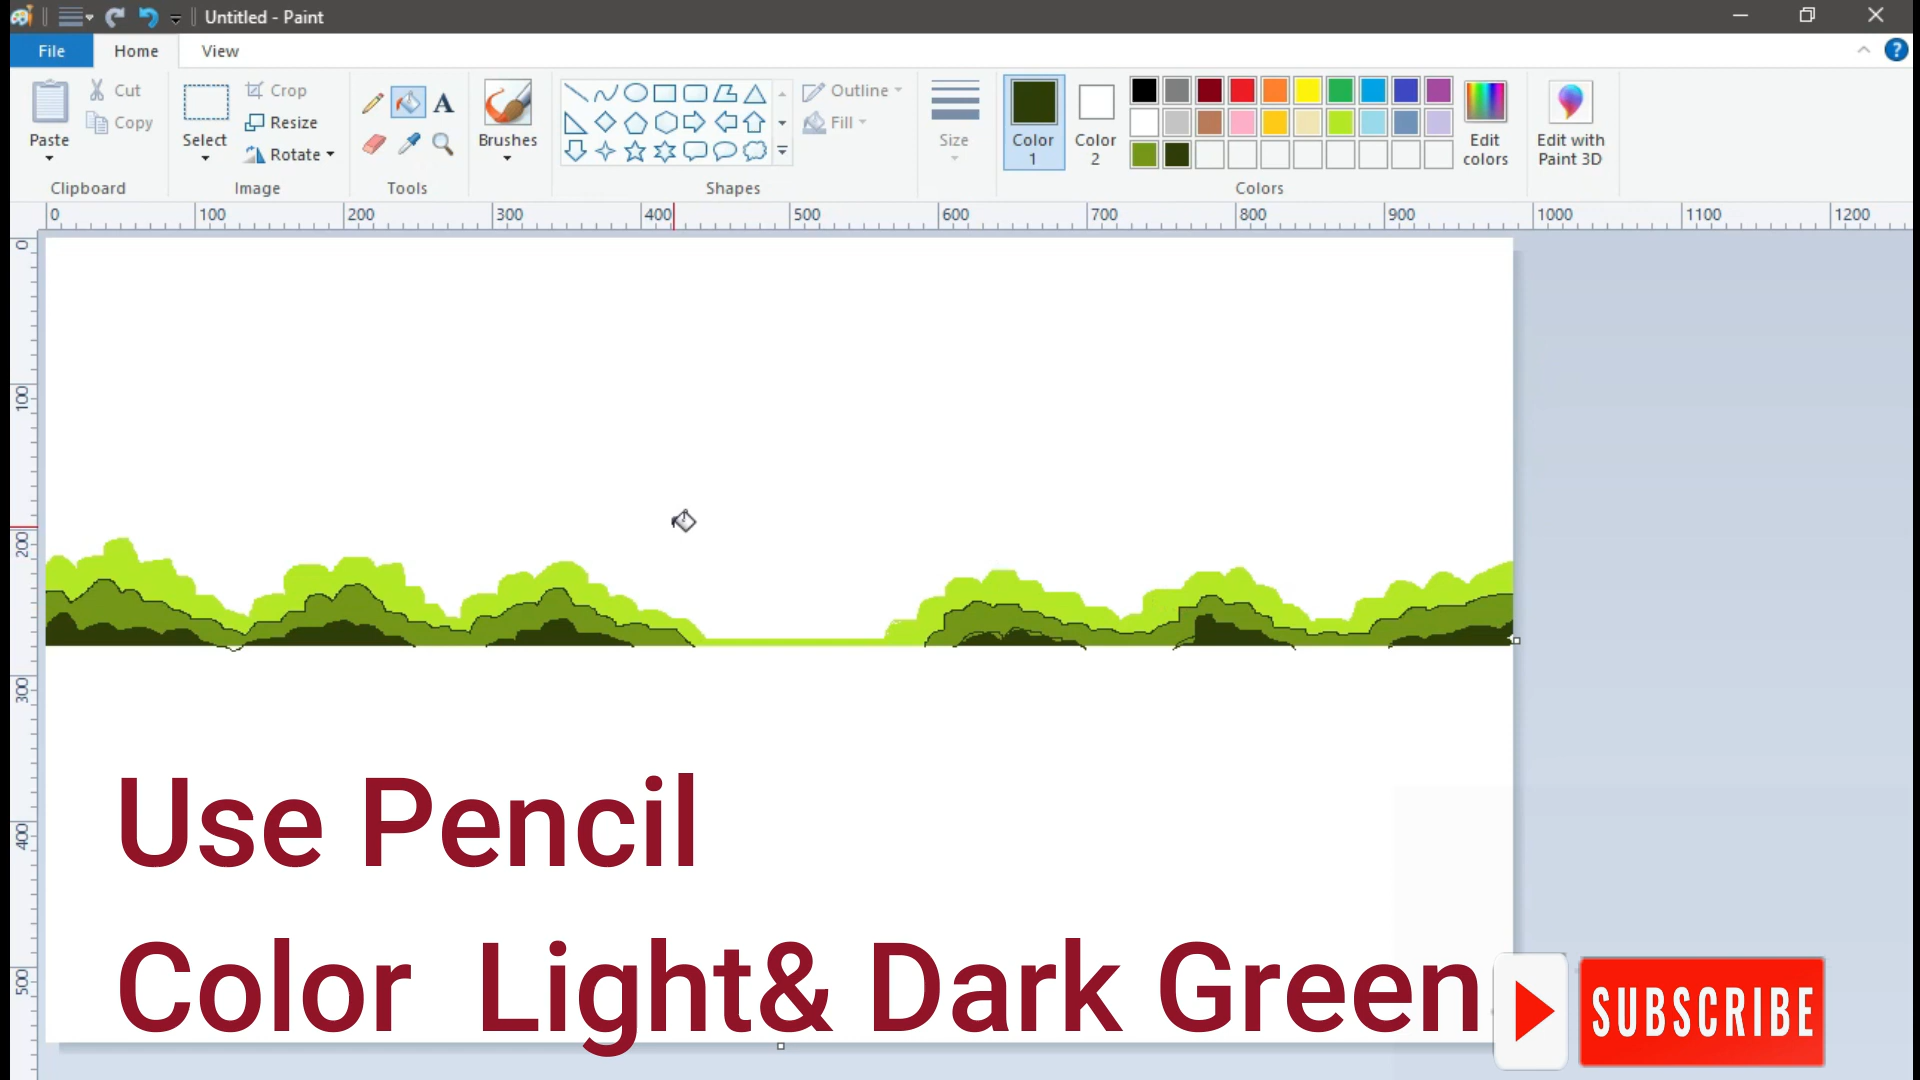 Untitled - Paint
File Home View
Paste
Cut
Copy
Clipboard
Select
Crop
Resize
Rotate
Image
A
Tools
Brushes
Shapes
Outline
Fill
Size
Color 1
Color 2
Colors
Edit colors
Edit with Paint 3D
?
0 100 200 300 400 500 600 700 800 900 1000 1100 1200
0
100
200
300
400
500
Use Pencil
Color Light& Dark Green
SUBSCRIBE